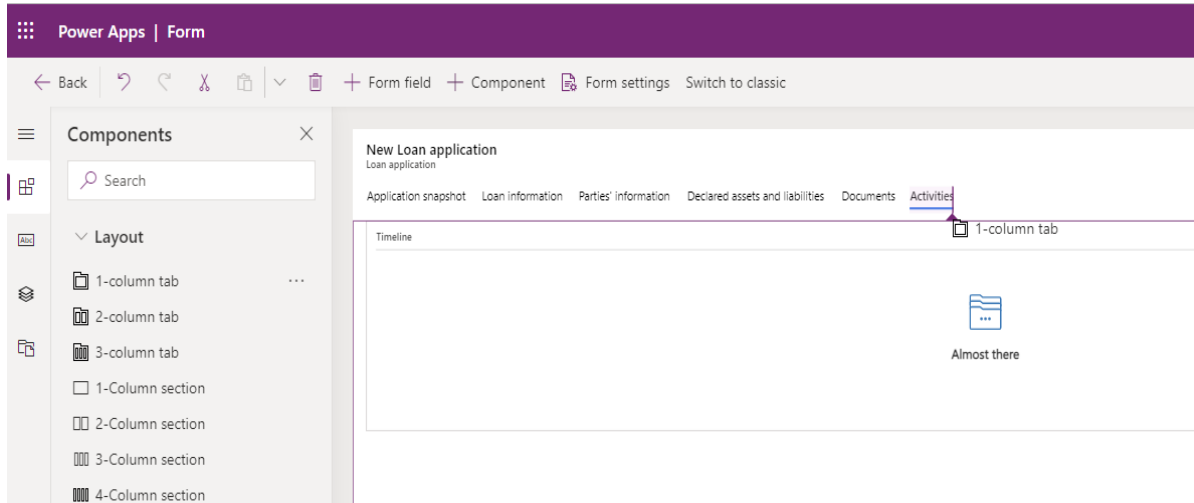 Power Apps | Form
Back Form field Component Form settings Switch to classic
Components
Search
Layout
1-column tab
2-column tab
3-column tab
1-Column section
2-Column section
3-Column section
4-Column section
Abc
New Loan application
Loan application
Application snapshot Loan information Parties' information Declared assets and liabilities Documents Activities
1-column tab
Timeline
Almost there